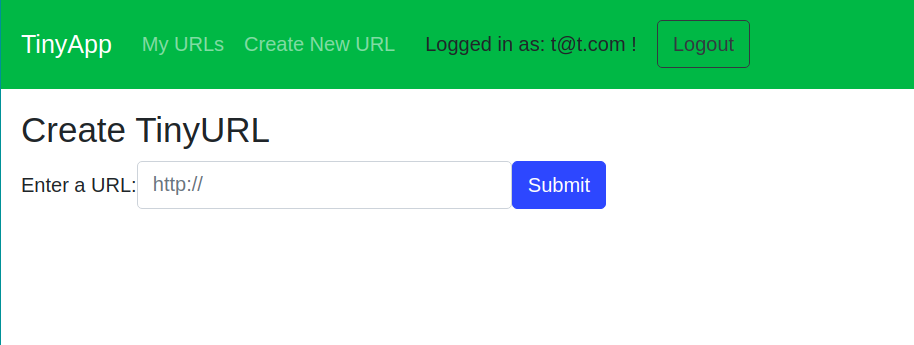 TinyApp My URLs Create New URL Logged in as: t@t.com ! Logout
Create TinyURL
Enter a URL: http:// Submit